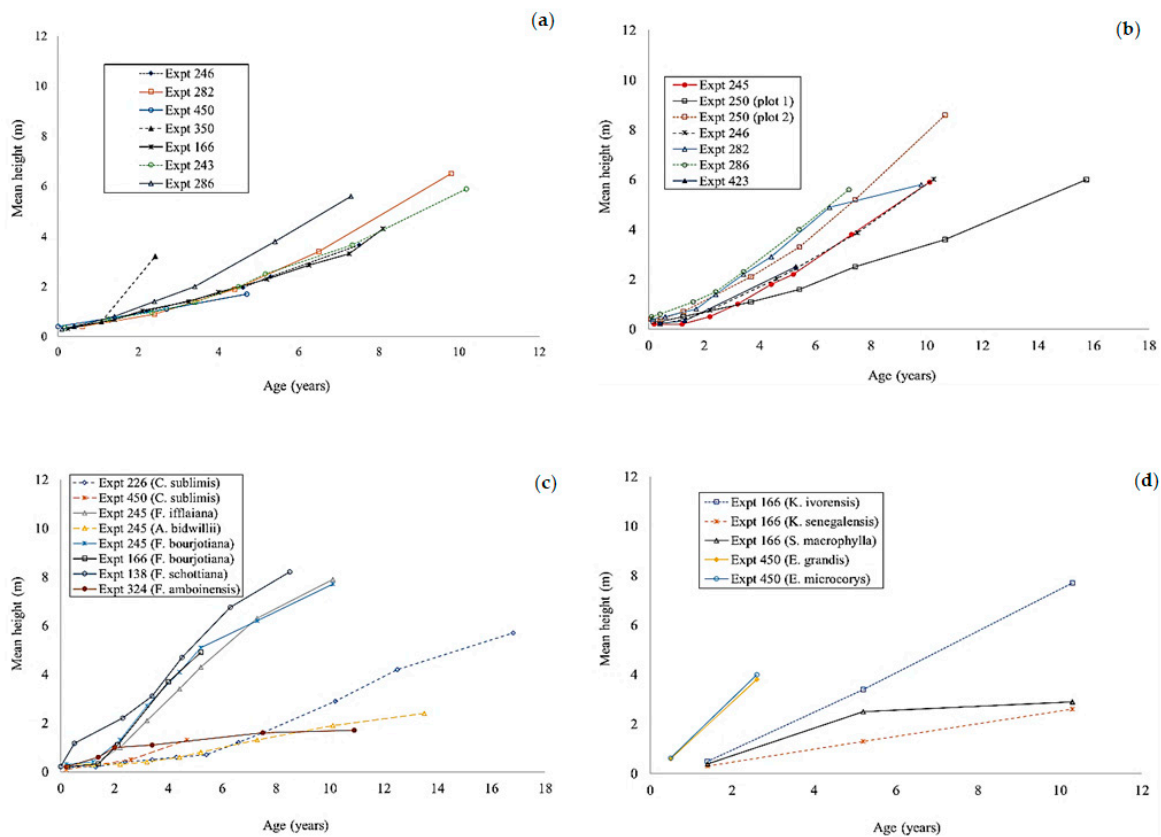 (a)
12
10
8
6
4
2
0
Mean height (m)
Expt 246
Expt 282
Expt 450
Expt 350
Expt 166
Expt 243
Expt 286
0 2 4 6 8 10 12
Age (years)
(b)
12
10
8
6
4
2
0
Mean height (m)
Expt 245
Expt 250 (plot 1)
Expt 250 (plot 2)
Expt 246
Expt 282
Expt 286
Expt 423
0 2 4 6 8 10 12 14 16 18
Age (years)
(c)
12
10
8
6
4
2
0
Mean height (m)
Expt 226 (C. sublimis)
Expt 450 (C. sublimis)
Expt 245 (F. ifflaiana)
Expt 245 (A. bidwillii)
Expt 245 (F. bourjotiana)
Expt 166 (F. bourjotiana)
Expt 138 (F. schottiana)
Expt 324 (F. amboinensis)
0 2 4 6 8 10 12 14 16 18
Age (years)
(d)
12
10
8
6
4
2
0
Mean height (m)
Expt 166 (K. ivorensis)
Expt 166 (K. senegalensis)
Expt 166 (S. macrophylla)
Expt 450 (E. grandis)
Expt 450 (E. microcorys)
0 2 4 6 8 10 12
Age (years)